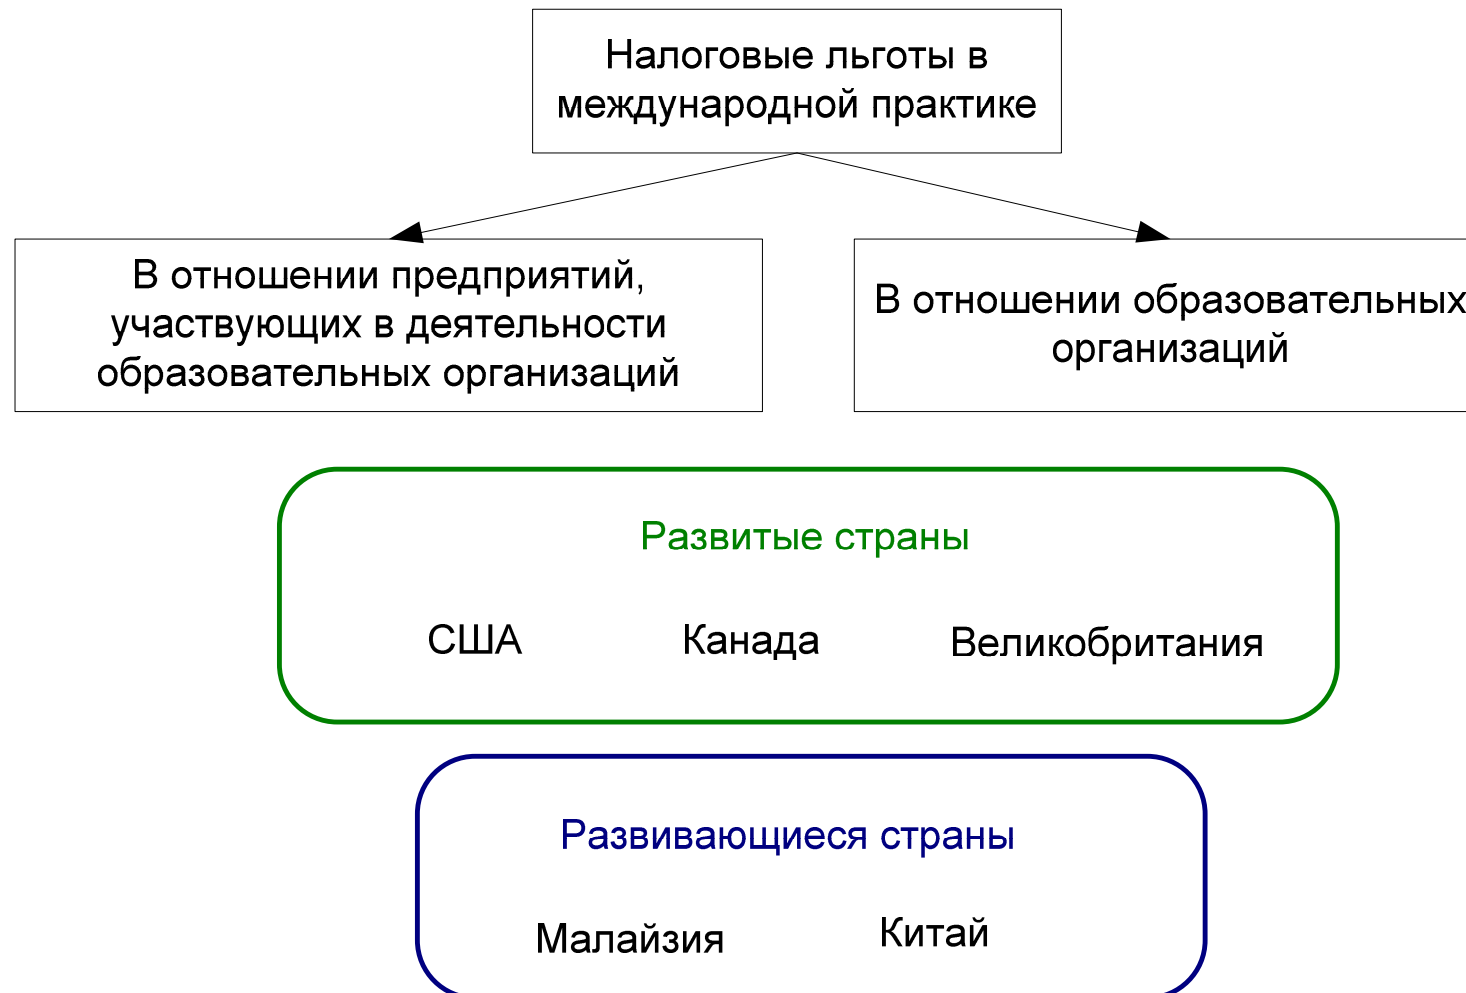 Налоговые льготы в
международной практике
В отношении предприятий,
участвующих в деятельности
образовательных организаций
В отношении образовательных
организаций
Развитые страны
США Канада Великобритания
Развивающиеся страны
Малайзия Китай